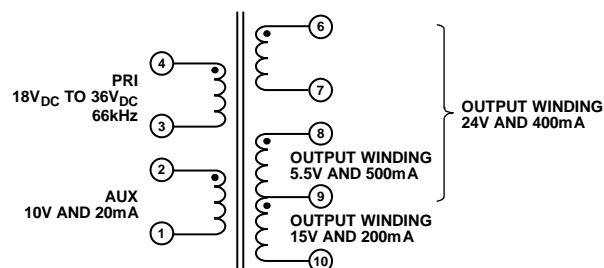 6
4
PRI
18VDC TO 36VDC
66kHz
7
3
OUTPUT WINDING
24V AND 400mA
8
2
OUTPUT WINDING
5.5V AND 500mA
AUX
10V AND 20mA
9
1
OUTPUT WINDING
15V AND 200mA
10